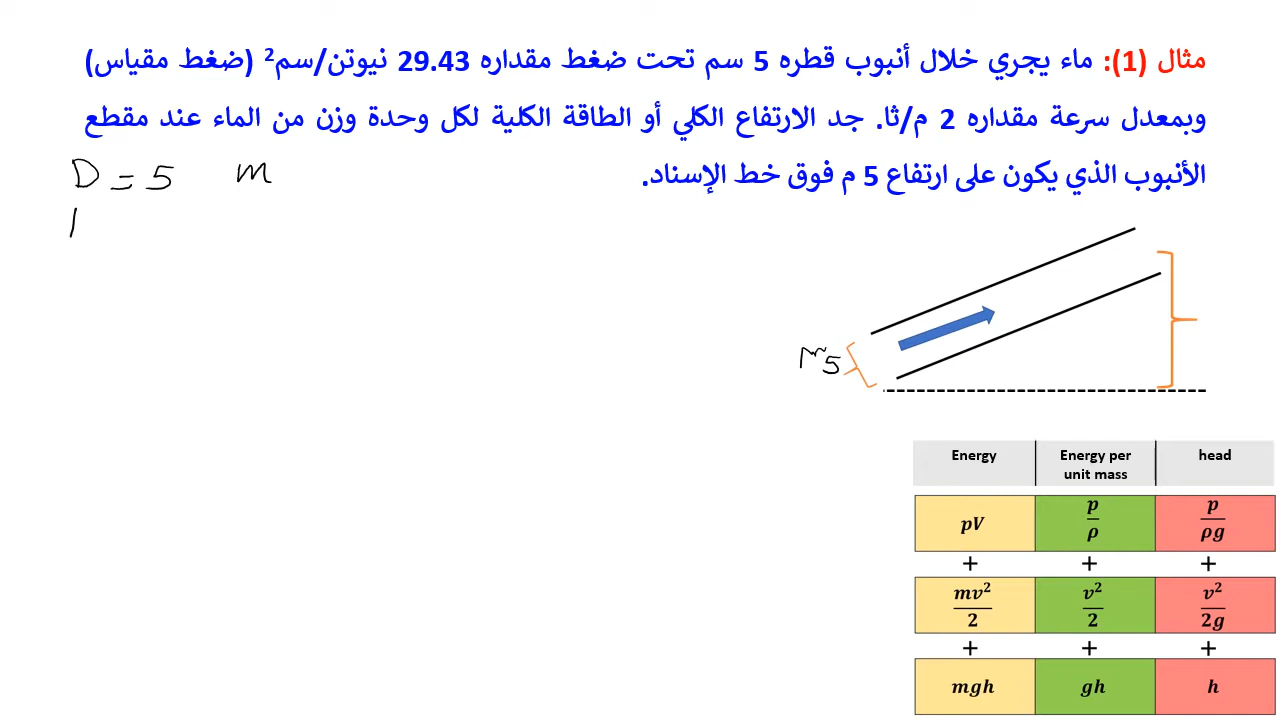 مثال (1): ماء يجري خلال أنبوب قطره 5 سم تحت ضغط مقداره 29.43 نيوتن/سم² (ضغط مقياس)
وبمعدل سرعة مقداره 2 م/ثا. جد الارتفاع الكلي أو الطاقة الكلية لكل وحدة وزن من الماء عند مقطع
الأنبوب الذي يكون على ارتفاع 5 م فوق خط الإسناد.
D = 5 m
5
Energy Energy per unit mass head
pV p/ρ p/ρg
+ + +
mv²/2 v²/2 v²/2g
+ + +
mgh gh h